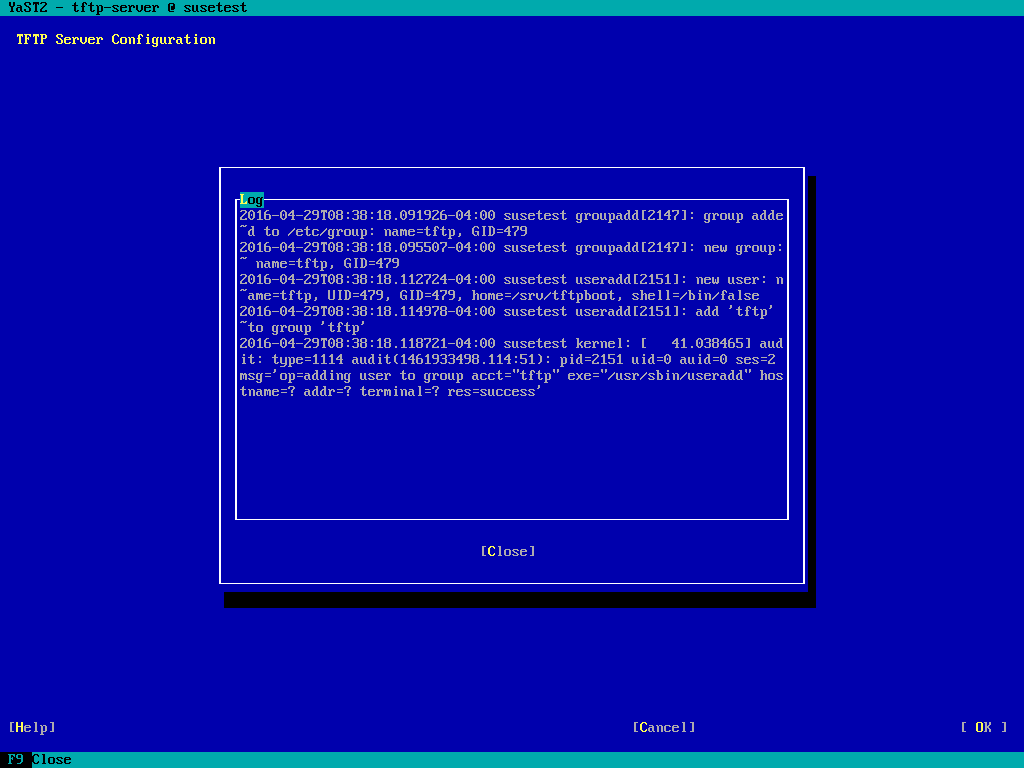 YaST2 - tftp-server @ susetest
TFTP Server Configuration
Log
2016-04-29T08:38:18.091926-04:00 susetest groupadd[2147]: group adde
~d to /etc/group: name=tftp, GID=479
2016-04-29T08:38:18.095507-04:00 susetest groupadd[2147]: new group:
~ name=tftp, GID=479
2016-04-29T08:38:18.112724-04:00 susetest useradd[2151]: new user: n
~ame=tftp, UID=479, GID=479, home=/srv/tftpboot, shell=/bin/false
2016-04-29T08:38:18.114978-04:00 susetest useradd[2151]: add 'tftp'
~to group 'tftp'
2016-04-29T08:38:18.118721-04:00 susetest kernel: [   41.038465] aud
it: type=1114 audit(1461933498.114:51): pid=2151 uid=0 auid=0 ses=2
msg='op=adding user to group acct="tftp" exe="/usr/sbin/useradd" hos
tname=? addr=? terminal=? res=success'
[Close]
[Help] [Cancel] [ OK ]
F9 Close